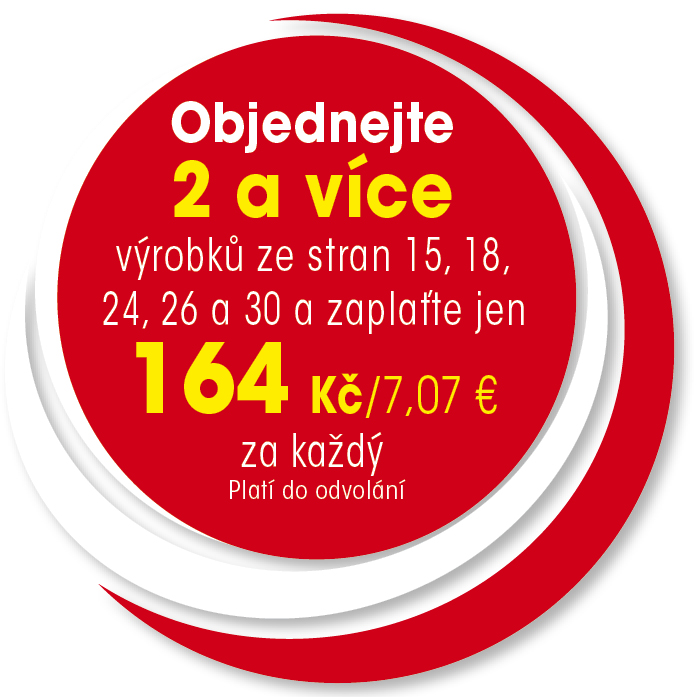 Objednejte
2 a více
výrobků ze stran 15, 18,
24, 26 a 30 a zaplaťte jen
164 Kč/7,07 €
za každý
Platí do odvolání